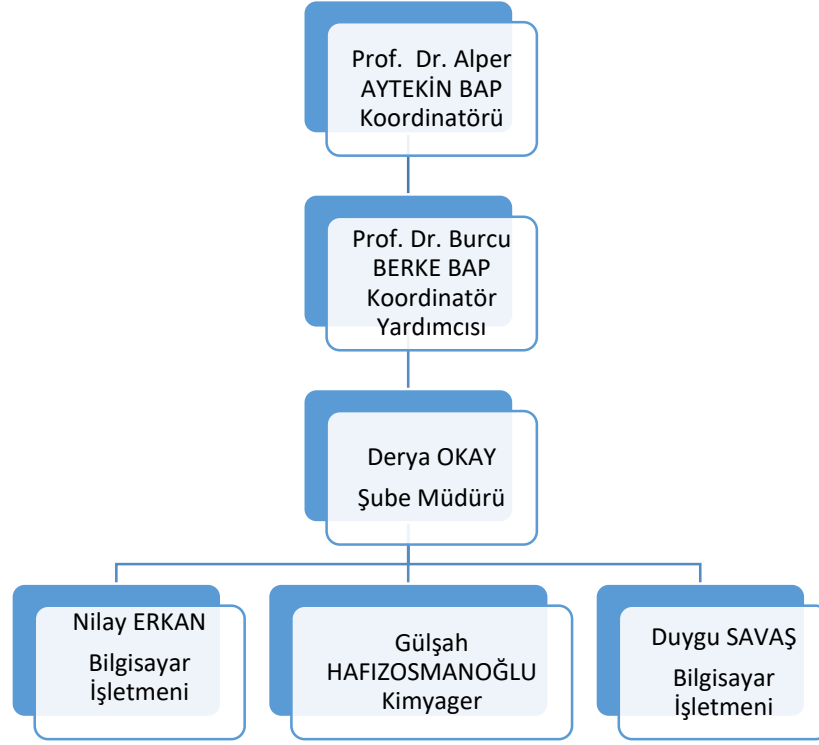 Prof. Dr. Alper
AYTEKİN BAP
Koordinatörü
Prof. Dr. Burcu
BERKE BAP
Koordinatör
Yardımcısı
Derya OKAY
Şube Müdürü
Nilay ERKAN
Bilgisayar
İşletmeni
Gülşah
HAFIZOSMANOĞLU
Kimyager
Duygu SAVAŞ
Bilgisayar
İşletmeni